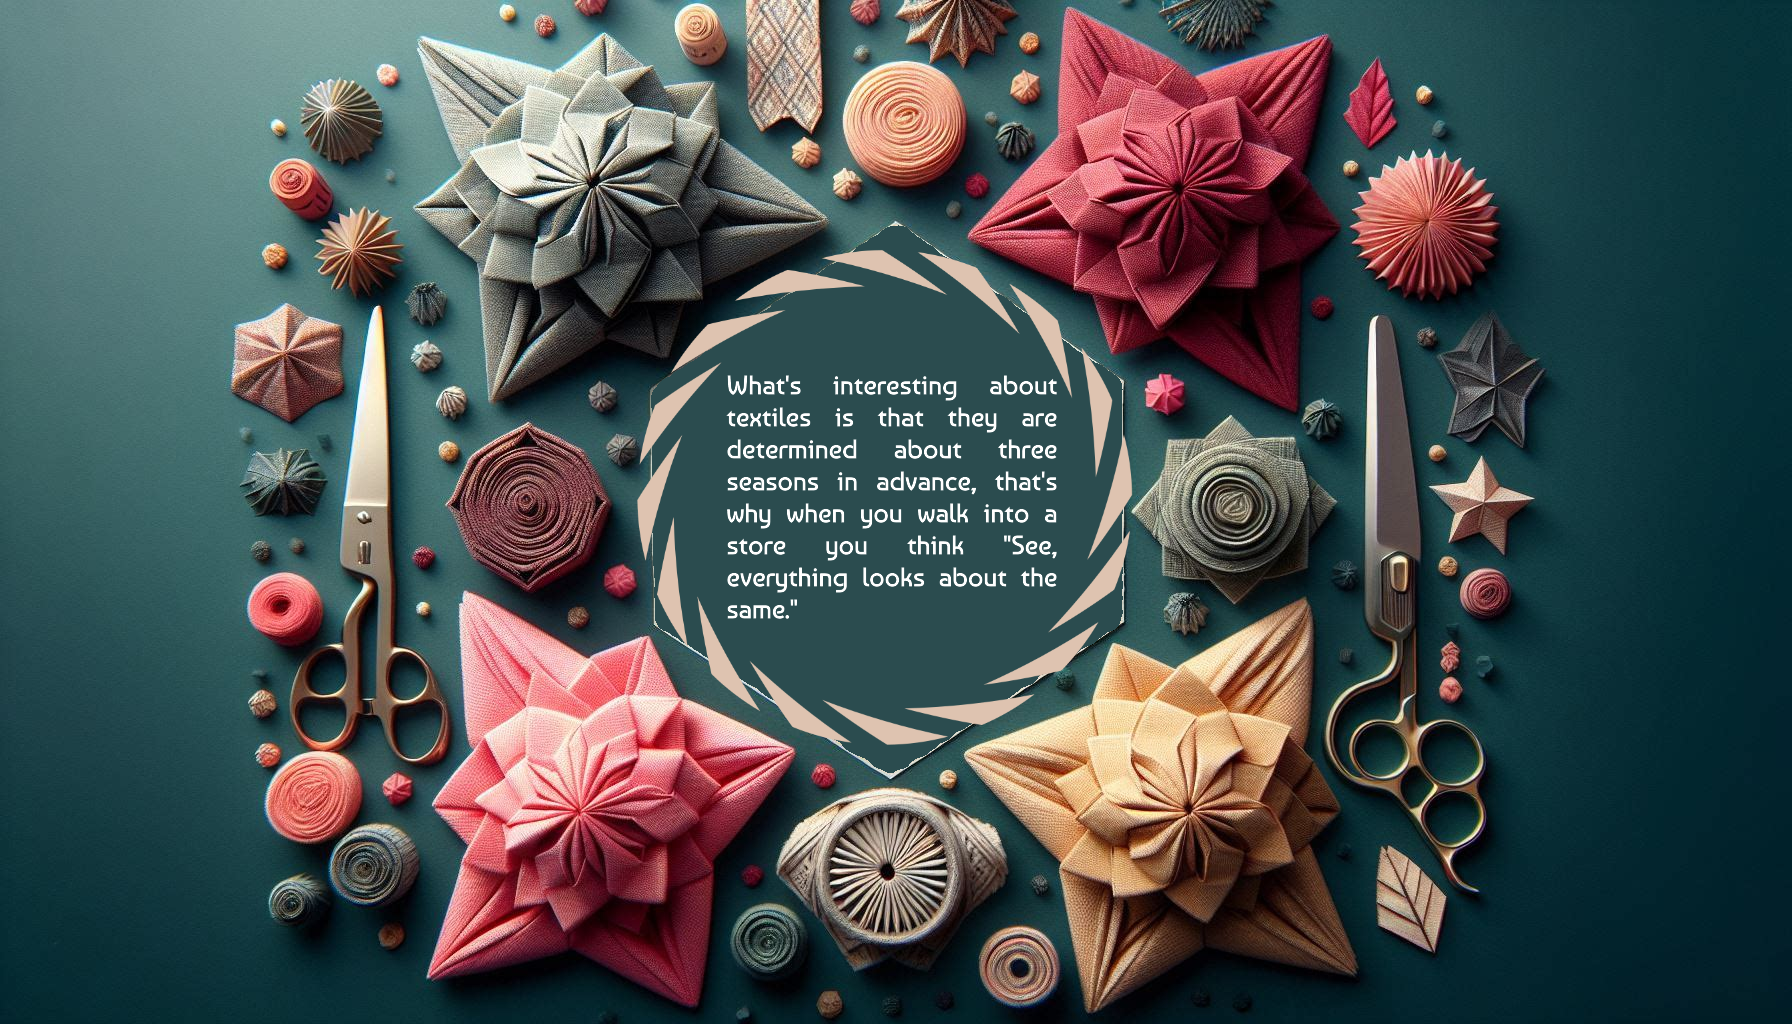 What's interesting about
textiles is that they are
determined about three
seasons in advance, that's
why when you walk into a
store you think "See,
everything looks about the
same."